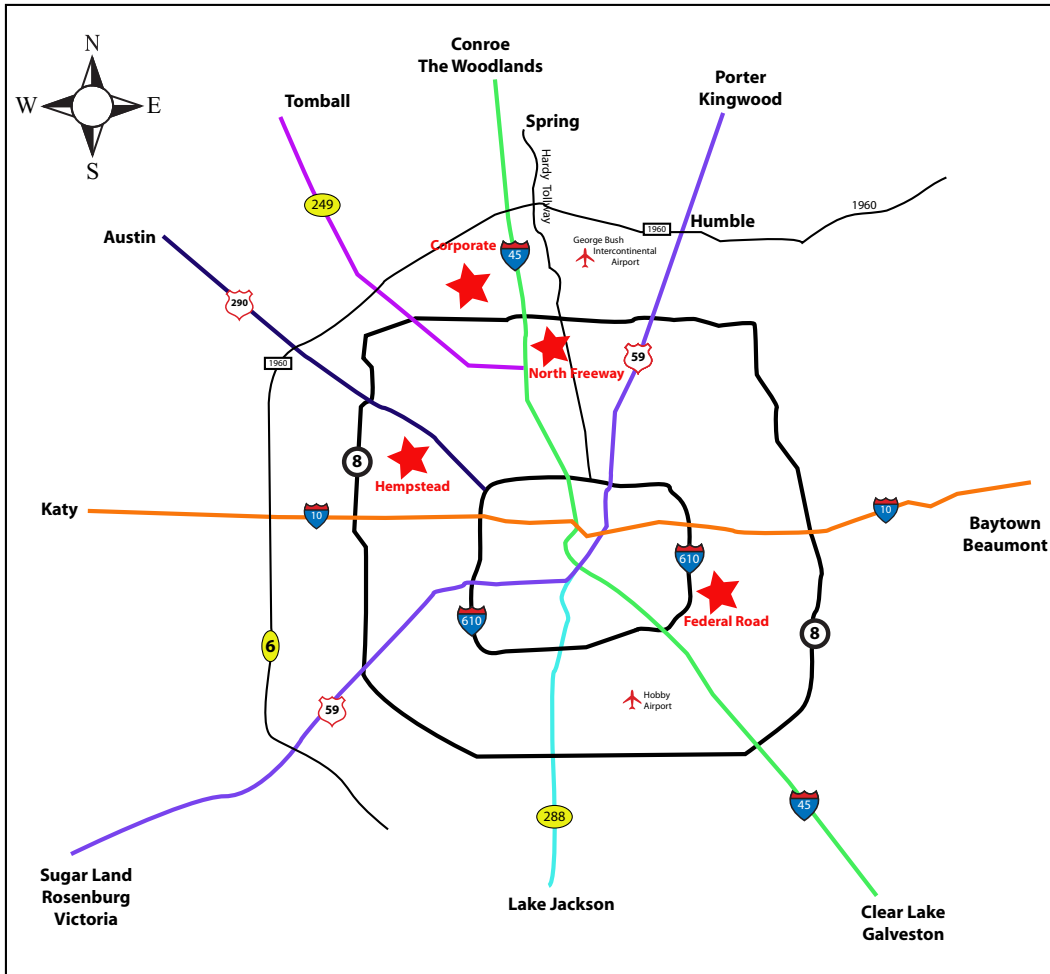 N
W
E
S
Conroe
The Woodlands
Porter
Kingwood
Tomball
Spring
Hardy Tollway
249
1960
Humble
1960
Austin
Corporate
45
George Bush
Intercontinental
Airport
290
1960
59
North Freeway
8
Hempstead
Katy
10
10
Baytown
Beaumont
610
610
Federal Road
8
6
59
Hobby
Airport
45
288
Sugar Land
Rosenburg
Victoria
Lake Jackson
Clear Lake
Galveston